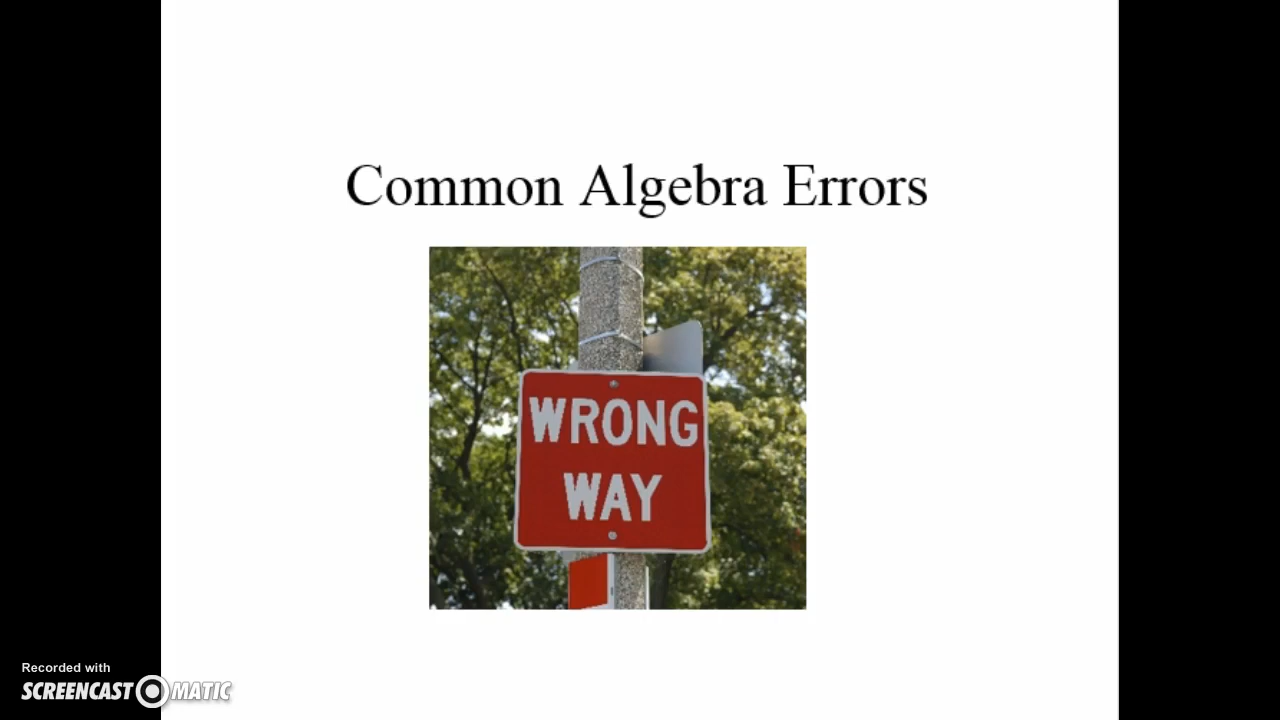 Common Algebra Errors
WRONG
WAY
Recorded with
SCREENCAST MATIC